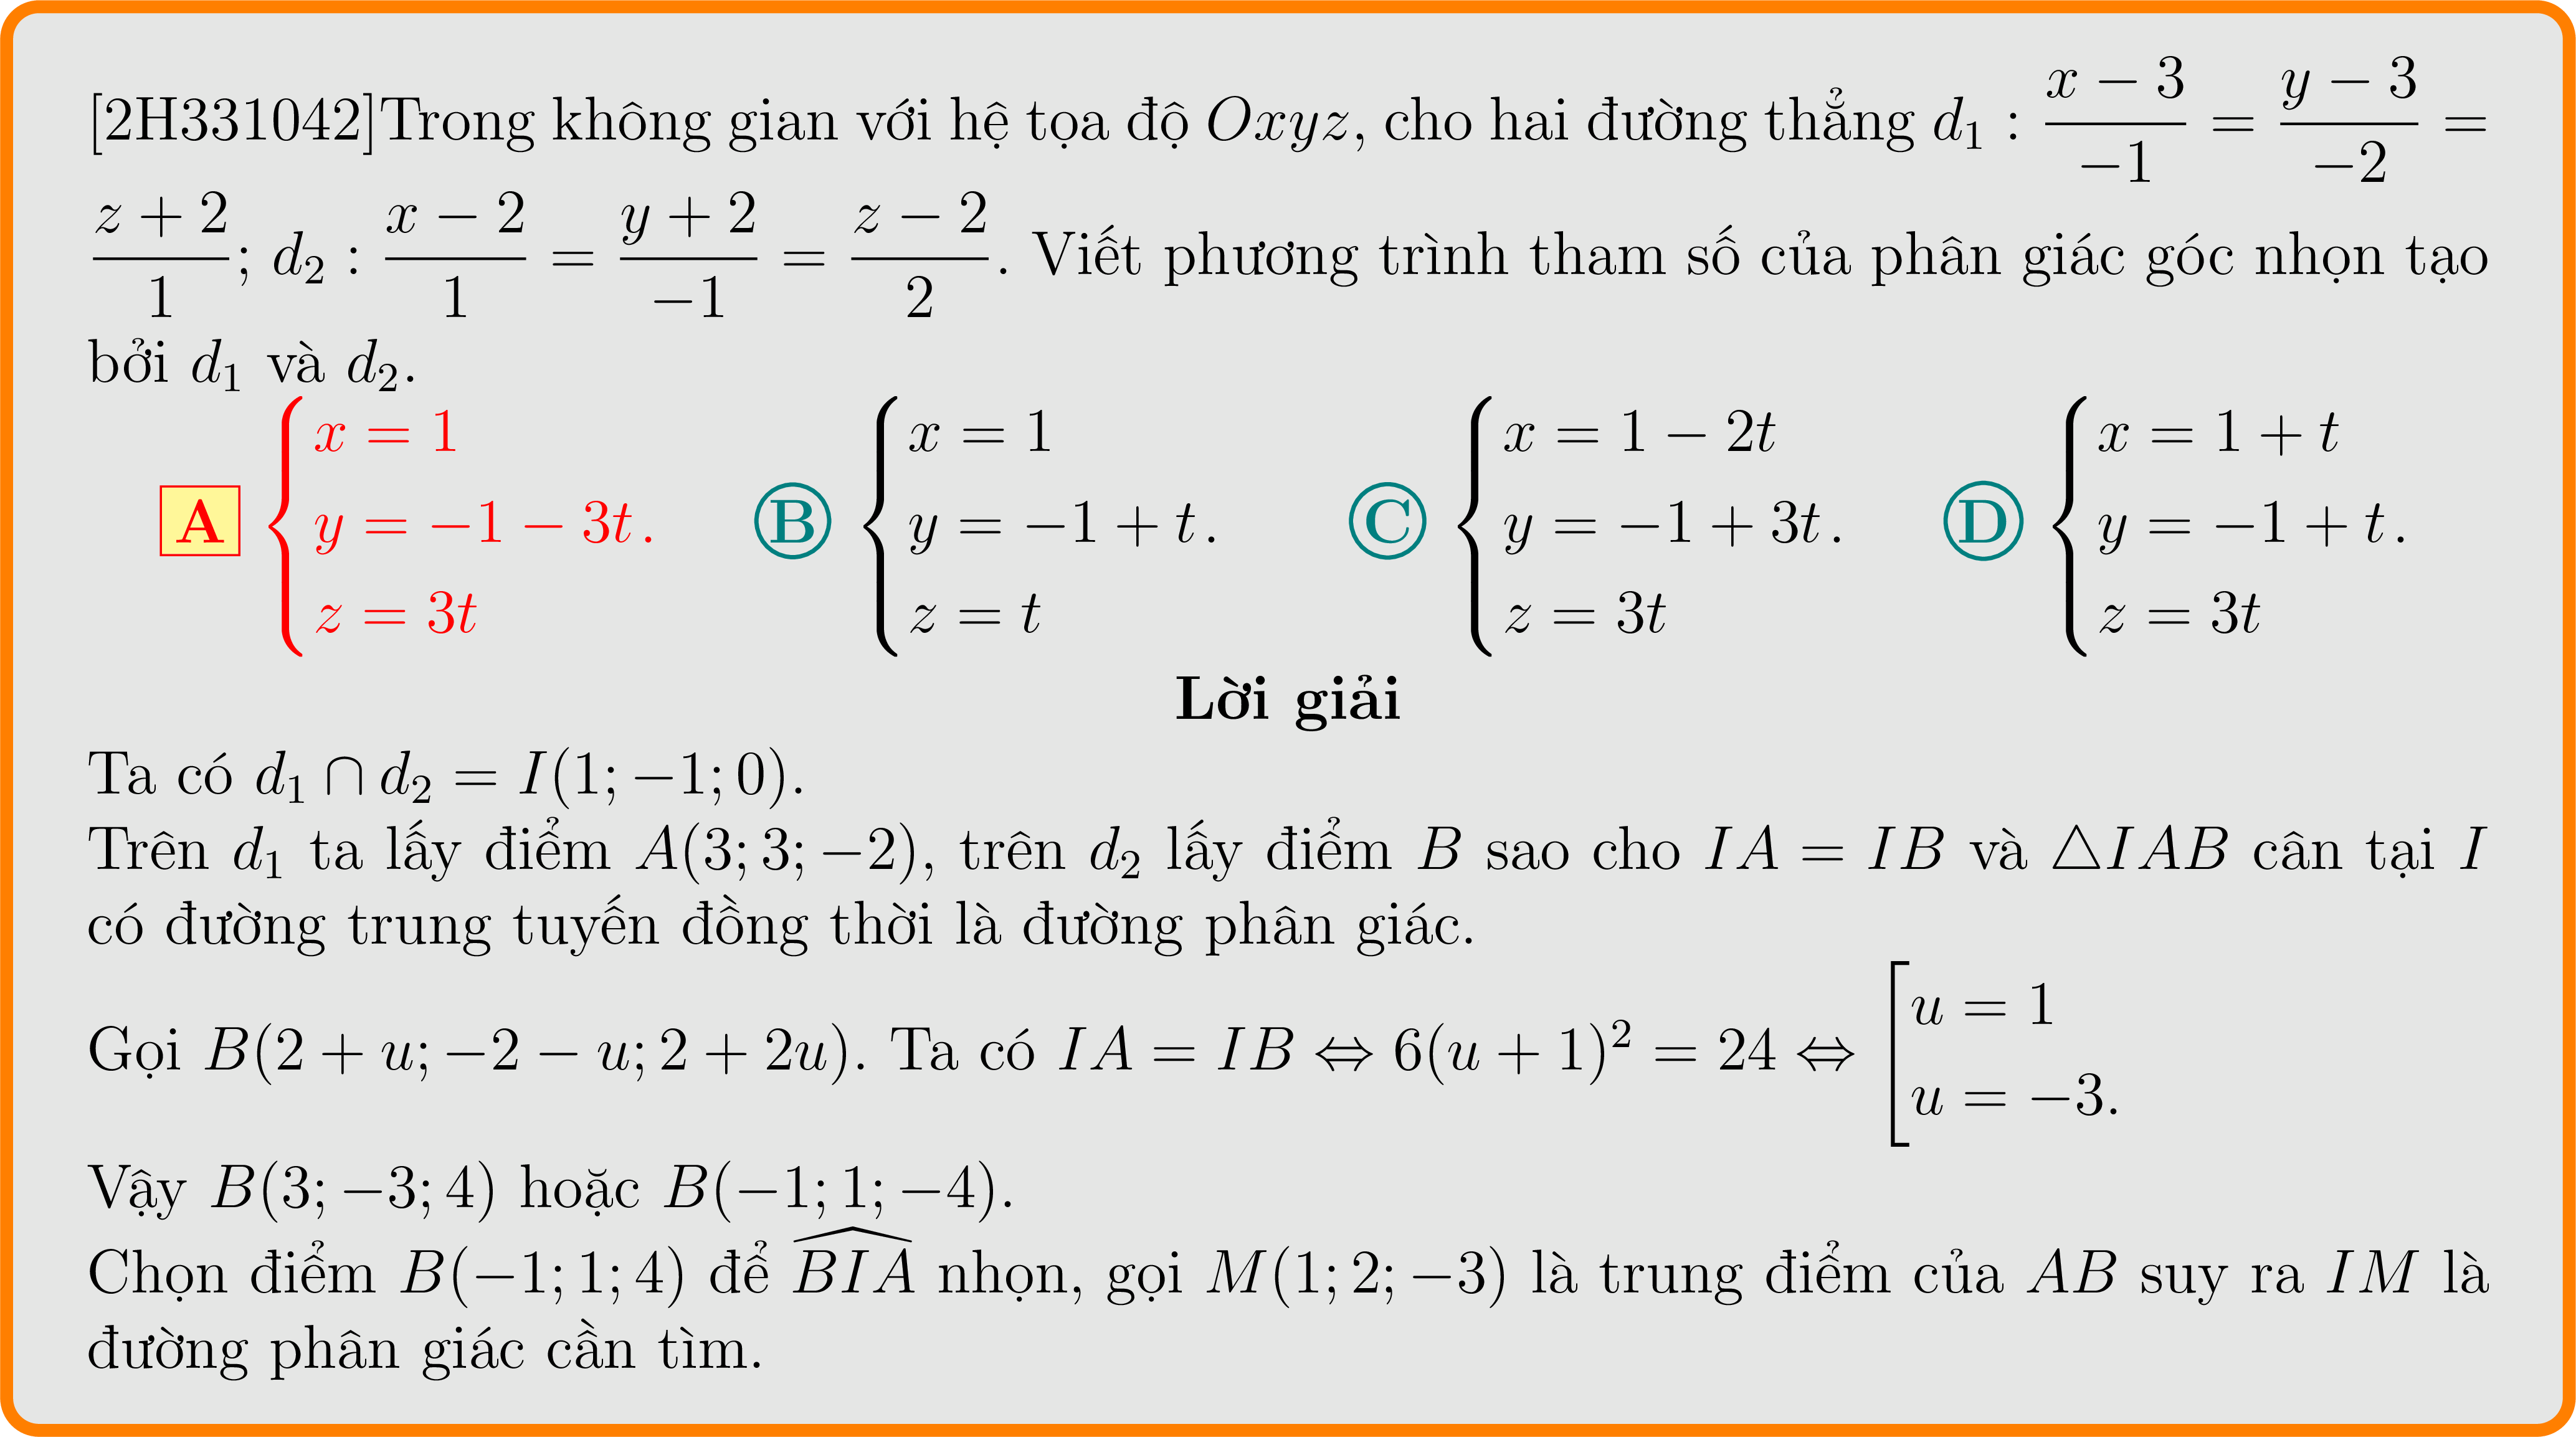 [2H331042]Trong không gian với hệ tọa độ $Oxyz$, cho hai đường thẳng $d_1 : \dfrac{x-3}{-1} = \dfrac{y-3}{-2} =$
$\dfrac{z+2}{1}$; $d_2 : \dfrac{x-2}{1} = \dfrac{y+2}{-1} = \dfrac{z-2}{2}$. Viết phương trình tham số của phân giác góc nhọn tạo
bởi $d_1$ và $d_2$.
A $\begin{cases} x = 1 \\ y = -1 - 3t \\ z = 3t \end{cases}$. B $\begin{cases} x = 1 \\ y = -1 + t \\ z = t \end{cases}$. C $\begin{cases} x = 1 - 2t \\ y = -1 + 3t \\ z = 3t \end{cases}$. D $\begin{cases} x = 1 + t \\ y = -1 + t \\ z = 3t \end{cases}$.
Lời giải
Ta có $d_1 \cap d_2 = I(1; -1; 0)$.
Trên $d_1$ ta lấy điểm $A(3; 3; -2)$, trên $d_2$ lấy điểm $B$ sao cho $IA = IB$ và $\triangle IAB$ cân tại $I$
có đường trung tuyến đồng thời là đường phân giác.
Gọi $B(2 + u; -2 - u; 2 + 2u)$. Ta có $IA = IB \Leftrightarrow 6(u + 1)^2 = 24 \Leftrightarrow \left[\begin{array}{l} u = 1 \\ u = -3. \end{array}\right.$
Vậy $B(3; -3; 4)$ hoặc $B(-1; 1; -4)$.
Chọn điểm $B(-1; 1; 4)$ để $\widehat{BIA}$ nhọn, gọi $M(1; 2; -3)$ là trung điểm của $AB$ suy ra $IM$ là
đường phân giác cần tìm.